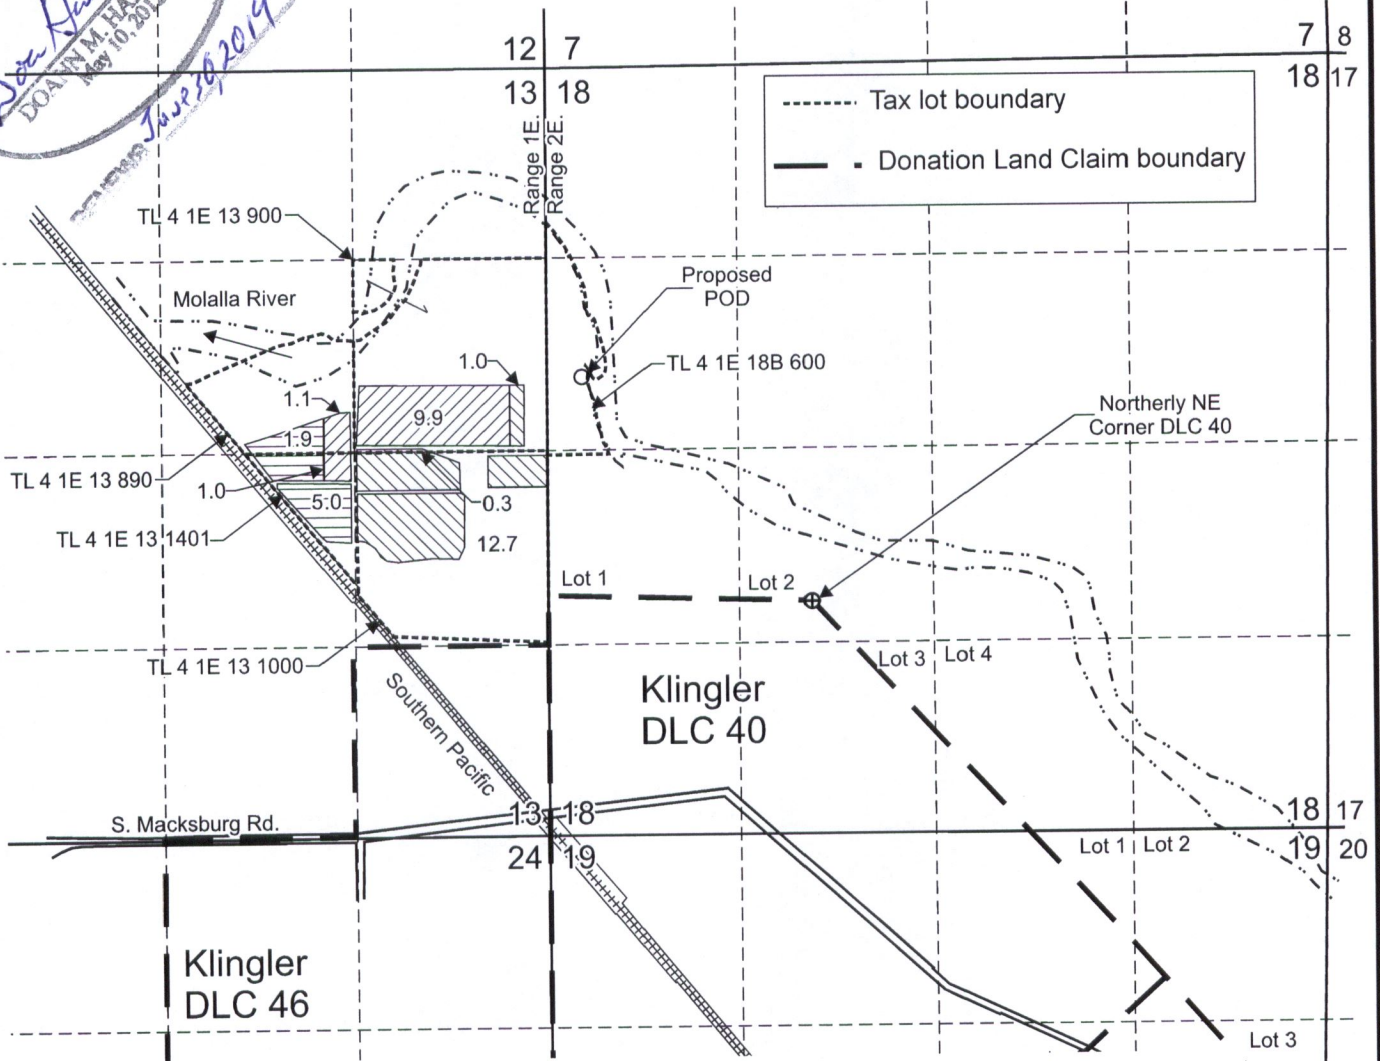 DOANN M. HA
May 10, 201
June 30, 2019
12 7
7 8
13 18
18 17
Range 1E.
Range 2E.
Tax lot boundary
Donation Land Claim boundary
TL 4 1E 13 900
Proposed
POD
Molalla River
TL 4 1E 18B 600
1.0
1.1
9.9
1.9
Northerly NE
Corner DLC 40
TL 4 1E 13 890
1.0
5.0
0.3
TL 4 1E 13 1401
12.7
Lot 1
Lot 2
TL 4 1E 13 1000
Lot 3
Lot 4
Southern Pacific
Klingler
DLC 40
S. Macksburg Rd.
13 18
18 17
24 19
Lot 1
Lot 2
19 20
Klingler
DLC 46
Lot 3